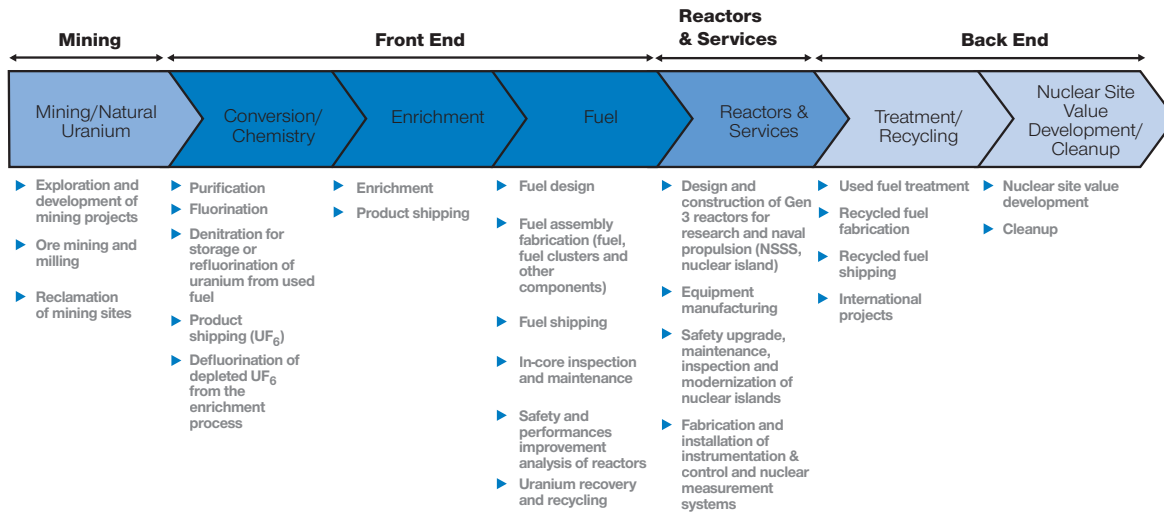 Mining
Front End
Reactors
& Services
Back End
Mining/Natural
Uranium
Conversion/
Chemistry
Enrichment
Fuel
Reactors &
Services
Treatment/
Recycling
Nuclear Site
Value
Development/
Cleanup
Exploration and
development of
mining projects
Ore mining and
milling
Reclamation
of mining sites
Purification
Fluorination
Denitration for
storage or
refluorination of
uranium from used
fuel
Product
shipping (UF6)
Defluorination of
depleted UF6
from the
enrichment
process
Enrichment
Product shipping
Fuel design
Fuel assembly
fabrication (fuel,
fuel clusters and
other
components)
Fuel shipping
In-core inspection
and maintenance
Safety and
performances
improvement
analysis of reactors
Uranium recovery
and recycling
Design and
construction of Gen
3 reactors for
research and naval
propulsion (NSSS,
nuclear island)
Equipment
manufacturing
Safety upgrade,
maintenance,
inspection and
modernization of
nuclear islands
Fabrication and
installation of
instrumentation &
control and nuclear
measurement
systems
Used fuel treatment
Recycled fuel
fabrication
Recycled fuel
shipping
International
projects
Nuclear site value
development
Cleanup